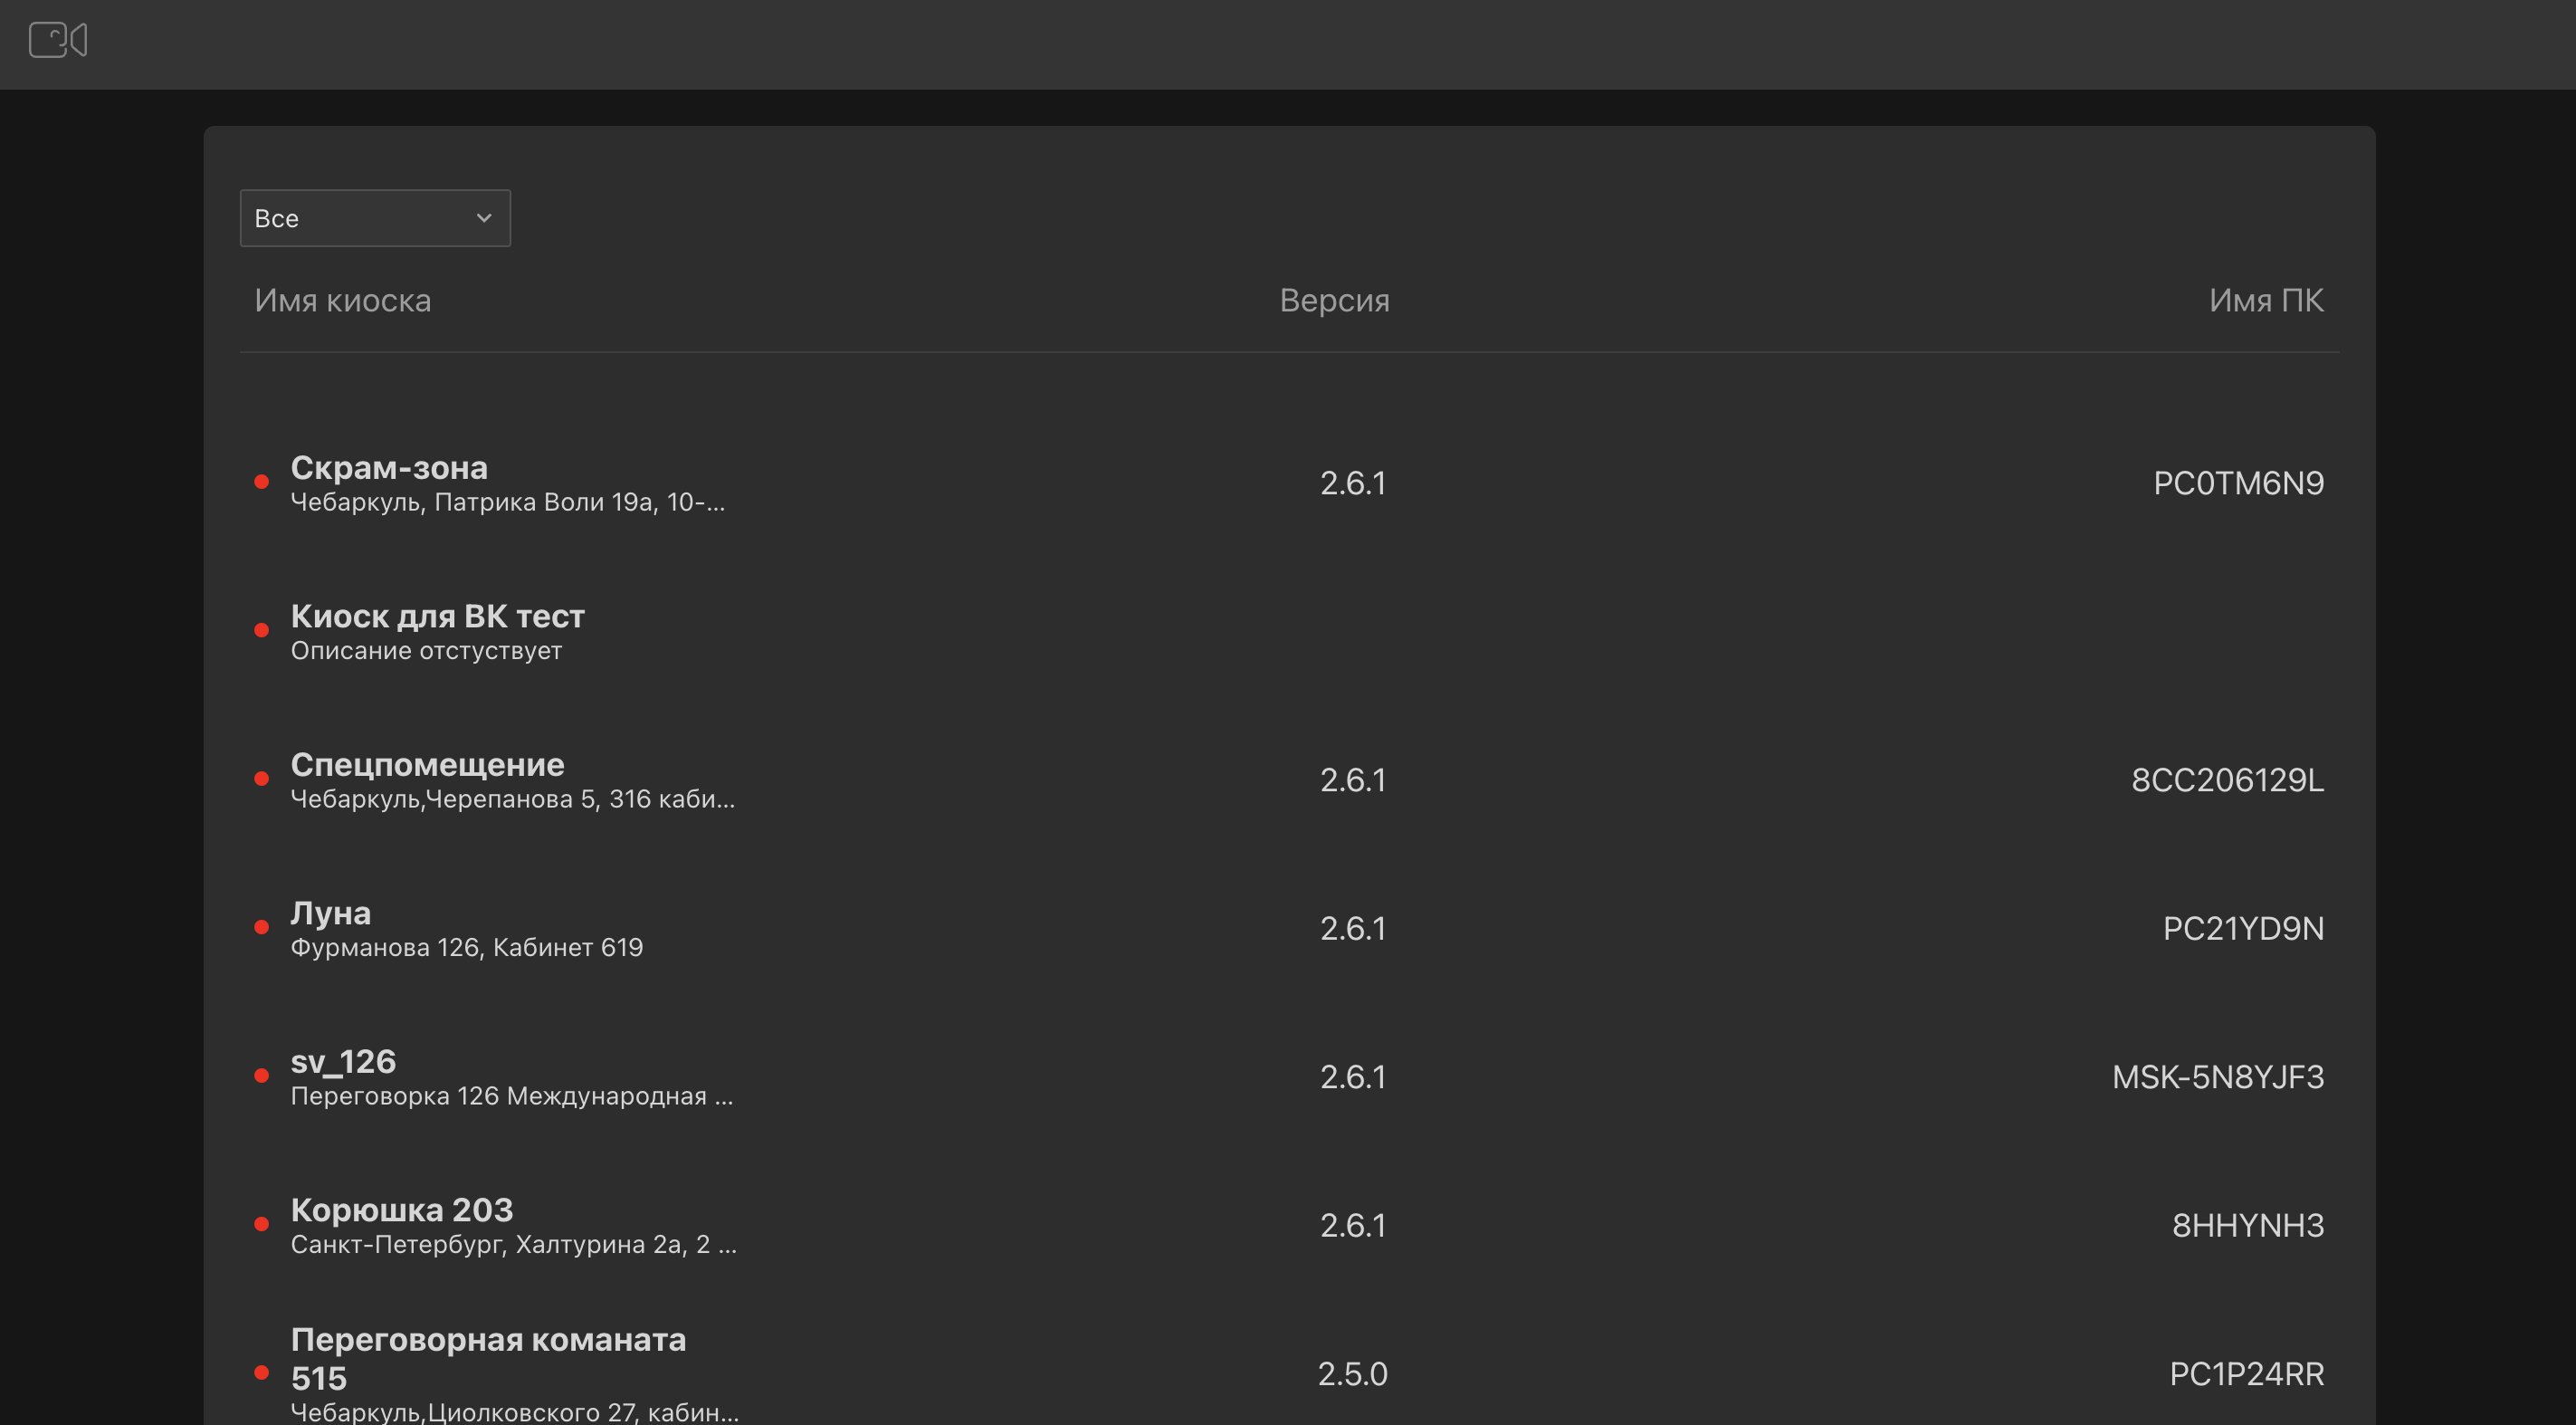 Все
Имя киоска Версия Имя ПК
Скрам-зона
Чебаркуль, Патрика Воли 19а, 10-...
2.6.1 PC0TM6N9
Киоск для ВК тест
Описание отстуствует
Спецпомещение
Чебаркуль,Черепанова 5, 316 каби...
2.6.1 8CC206129L
Луна
Фурманова 126, Кабинет 619
2.6.1 PC21YD9N
sv_126
Переговорка 126 Международная ...
2.6.1 MSK-5N8YJF3
Корюшка 203
Санкт-Петербург, Халтурина 2а, 2 ...
2.6.1 8HHYNH3
Переговорная команата
515
Чебаркуль,Циолковского 27, кабин...
2.5.0 PC1P24RR